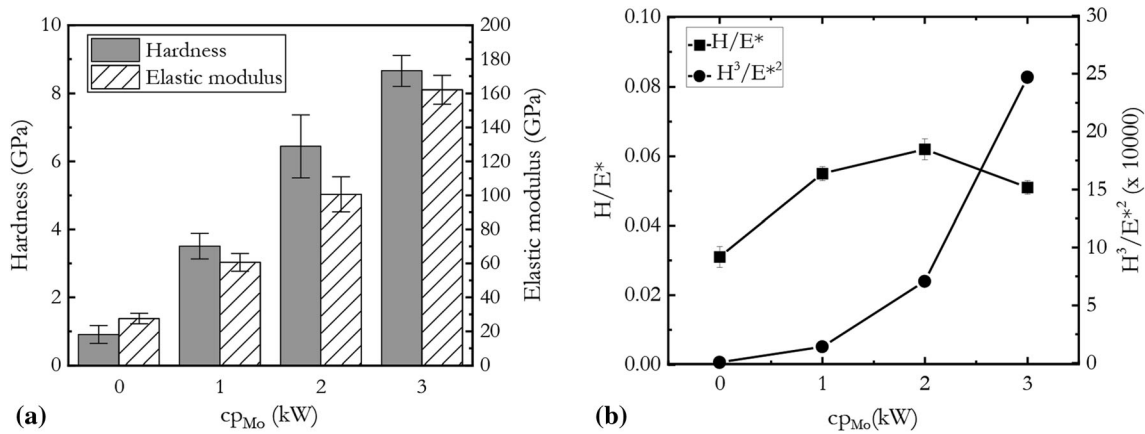 Hardness
Elastic modulus
10
8
6
4
2
0
Hardness (GPa)
200
180
160
140
120
100
80
60
40
20
0
Elastic modulus (GPa)
0 1 2 3
cp_Mo (kW)
(a)
H/E*
H³/E*²
0.10
0.08
0.06
0.04
0.02
0.00
H/E*
30
25
20
15
10
5
0
H³/E*² (x 10000)
0 1 2 3
cp_Mo(kW)
(b)